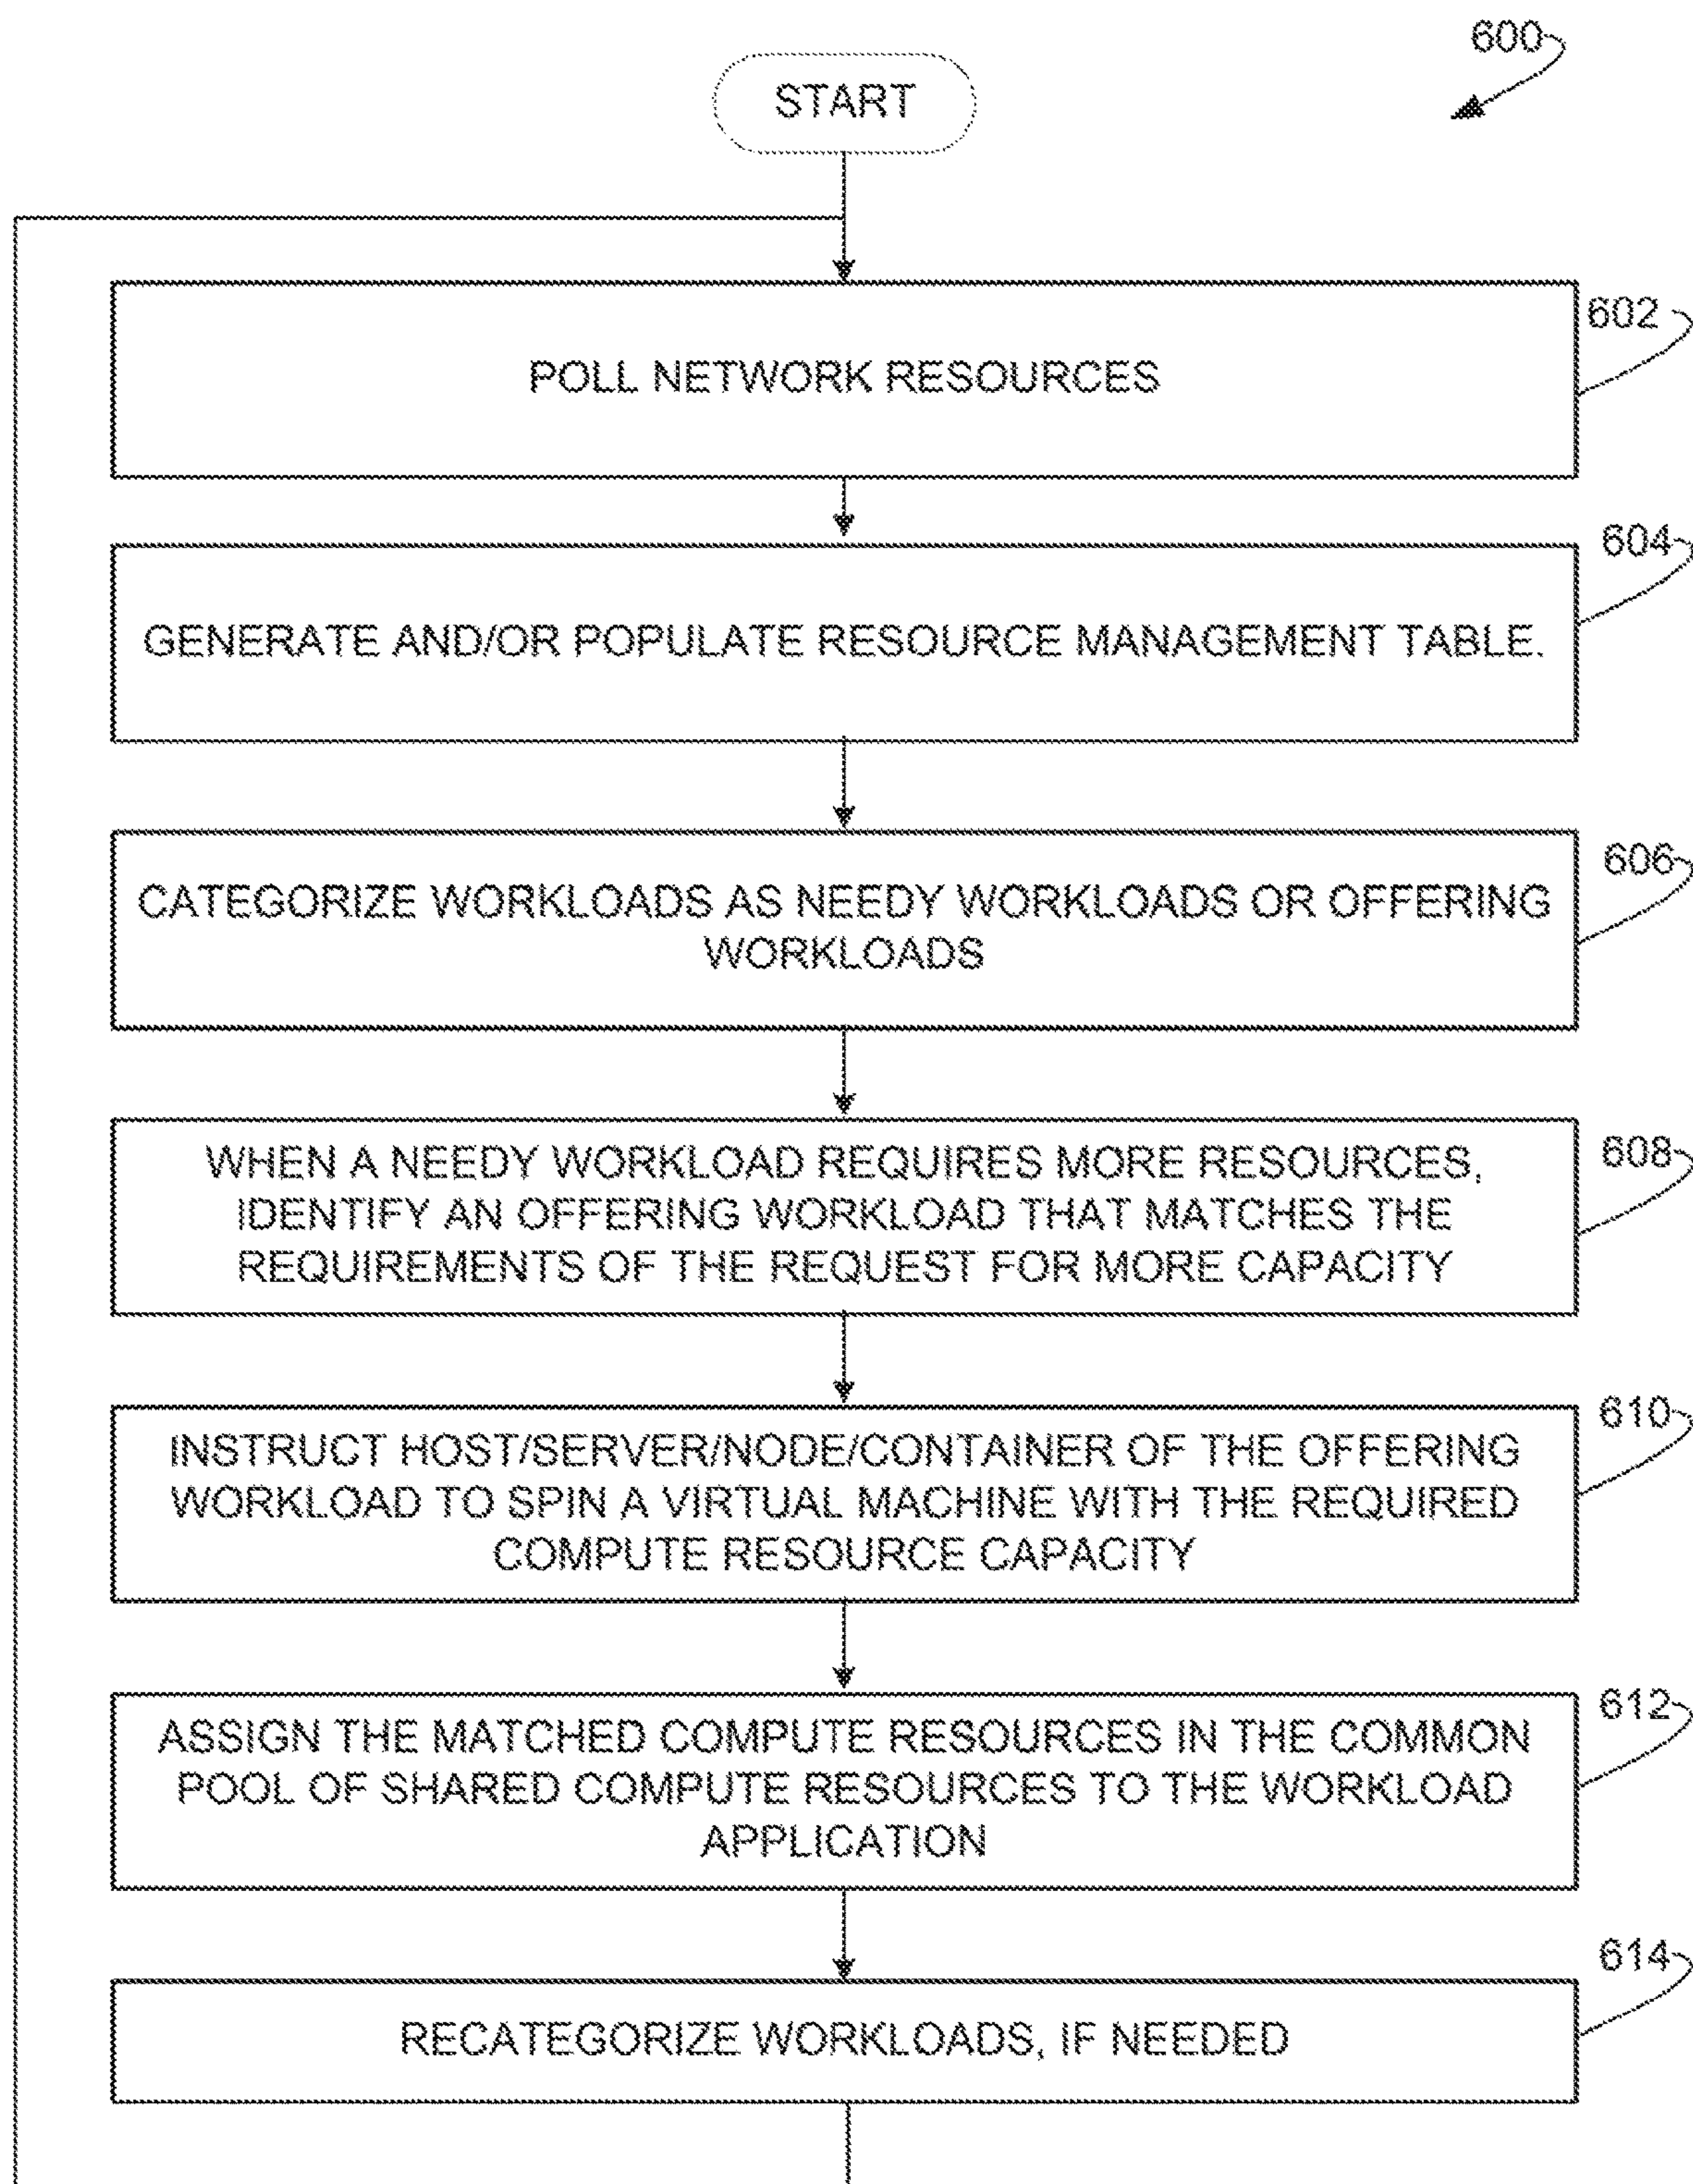 600
START
602
POLL NETWORK RESOURCES
604
GENERATE AND/OR POPULATE RESOURCE MANAGEMENT TABLE.
606
CATEGORIZE WORKLOADS AS NEEDY WORKLOADS OR OFFERING
WORKLOADS
608
WHEN A NEEDY WORKLOAD REQUIRES MORE RESOURCES,
IDENTIFY AN OFFERING WORKLOAD THAT MATCHES THE
REQUIREMENTS OF THE REQUEST FOR MORE CAPACITY
610
INSTRUCT HOST/SERVER/NODE/CONTAINER OF THE OFFERING
WORKLOAD TO SPIN A VIRTUAL MACHINE WITH THE REQUIRED
COMPUTE RESOURCE CAPACITY
612
ASSIGN THE MATCHED COMPUTE RESOURCES IN THE COMMON
POOL OF SHARED COMPUTE RESOURCES TO THE WORKLOAD
APPLICATION
614
RECATEGORIZE WORKLOADS, IF NEEDED